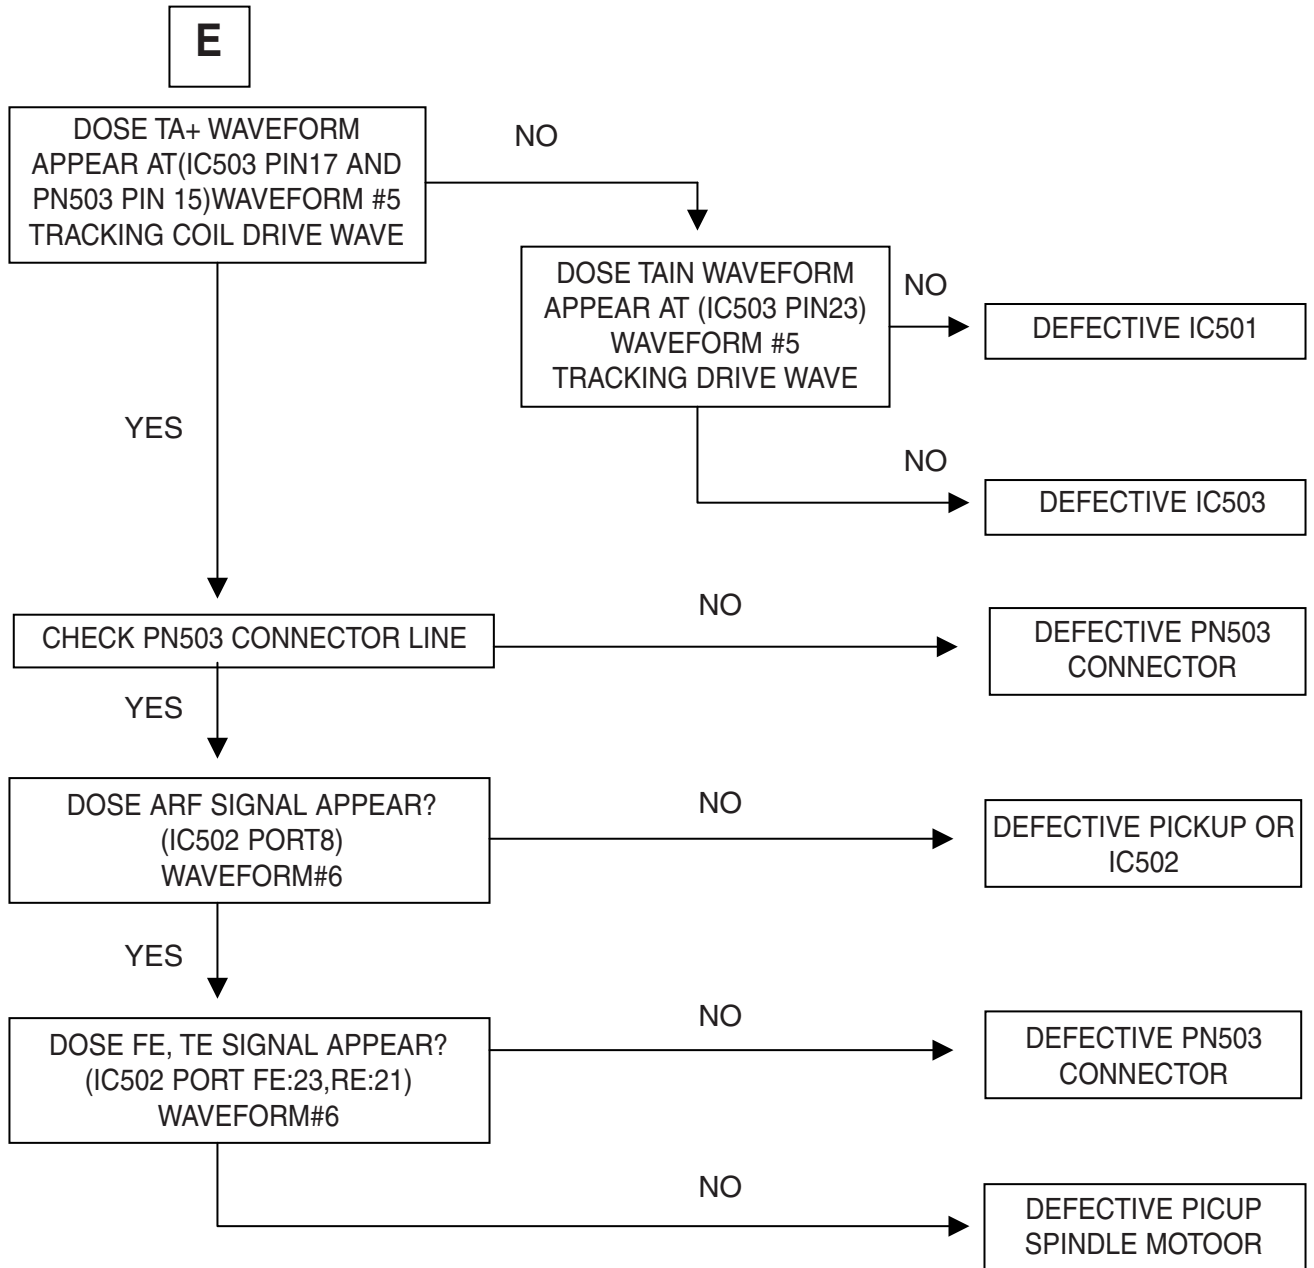 E
DOSE TA+ WAVEFORM
APPEAR AT(IC503 PIN17 AND
PN503 PIN 15)WAVEFORM #5
TRACKING COIL DRIVE WAVE
NO
DOSE TAIN WAVEFORM
APPEAR AT (IC503 PIN23)
WAVEFORM #5
TRACKING DRIVE WAVE
NO
DEFECTIVE IC501
YES
NO
DEFECTIVE IC503
CHECK PN503 CONNECTOR LINE
NO
DEFECTIVE PN503
CONNECTOR
YES
DOSE ARF SIGNAL APPEAR?
(IC502 PORT8)
WAVEFORM#6
NO
DEFECTIVE PICKUP OR
IC502
YES
DOSE FE, TE SIGNAL APPEAR?
(IC502 PORT FE:23,RE:21)
WAVEFORM#6
NO
DEFECTIVE PN503
CONNECTOR
NO
DEFECTIVE PICUP
SPINDLE MOTOOR